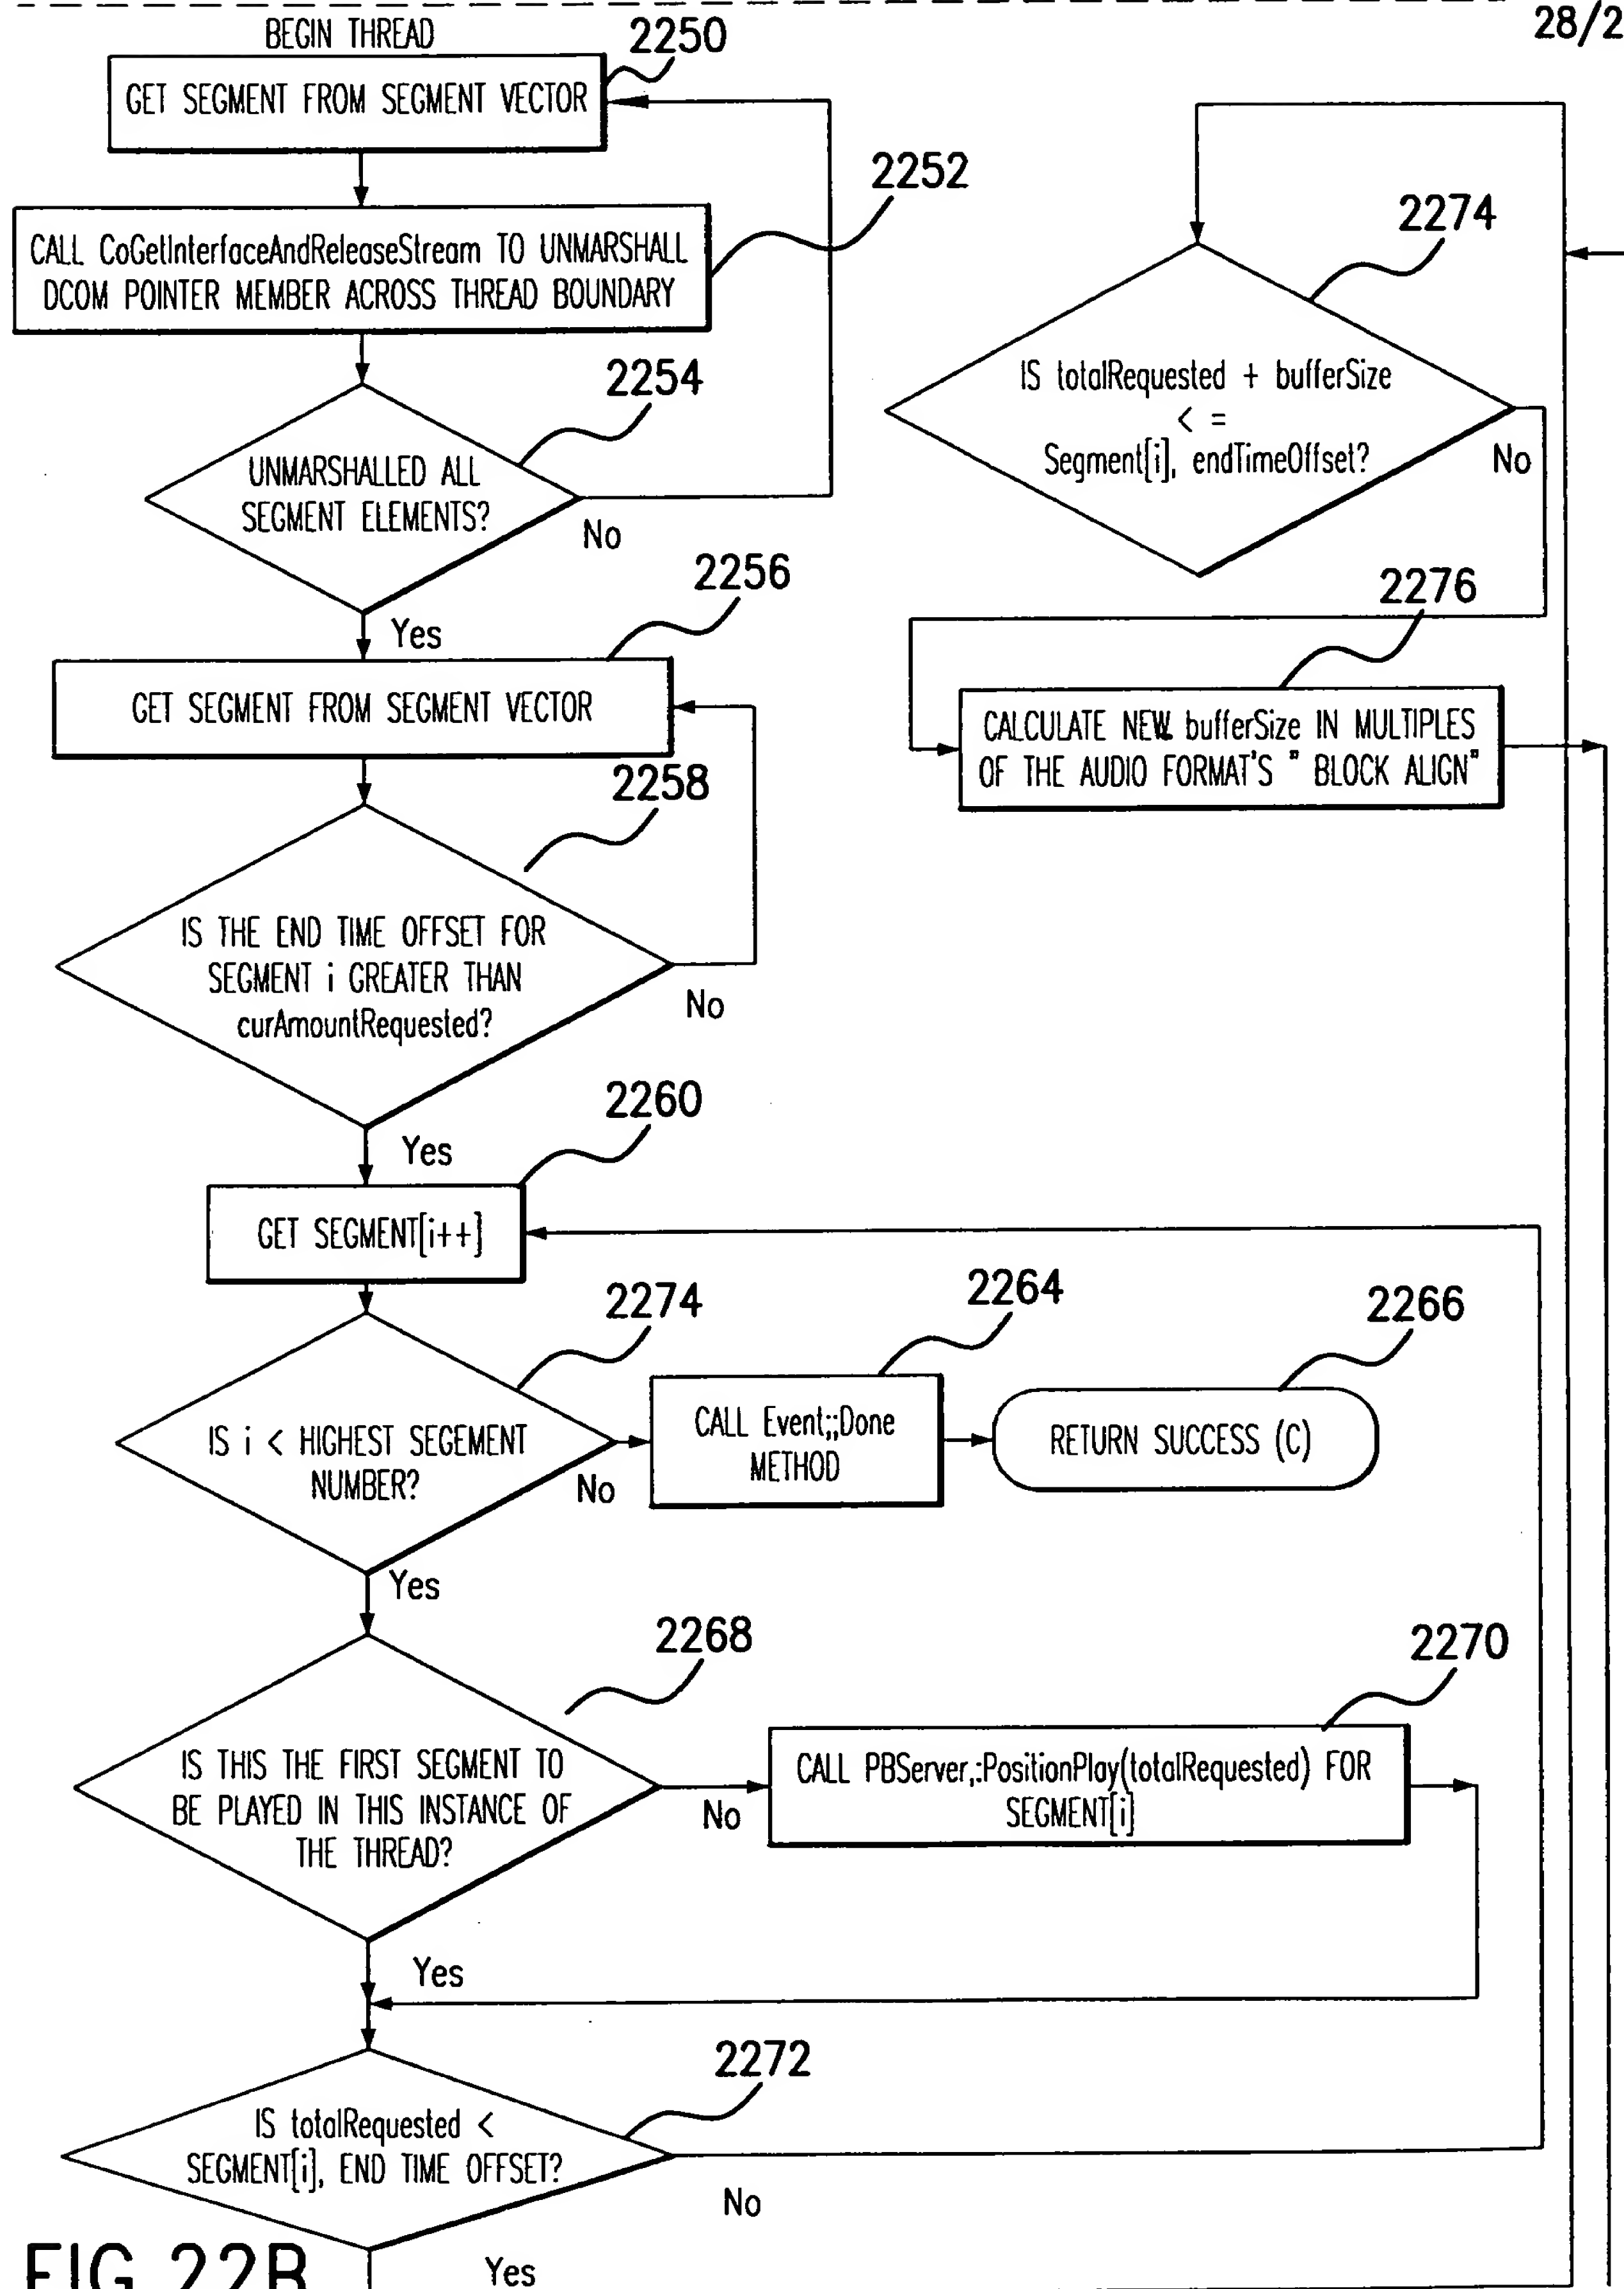 28/2
BEGIN THREAD
2250
GET SEGMENT FROM SEGMENT VECTOR
2252
CALL CoGetInterfaceAndReleaseStream TO UNMARSHALL
DCOM POINTER MEMBER ACROSS THREAD BOUNDARY
2254
UNMARSHALLED ALL
SEGMENT ELEMENTS?
No
Yes
2256
GET SEGMENT FROM SEGMENT VECTOR
2258
IS THE END TIME OFFSET FOR
SEGMENT i GREATER THAN
curAmountRequested?
No
Yes
2260
GET SEGMENT[i++]
2274
IS i < HIGHEST SEGEMENT
NUMBER?
No
Yes
2264
CALL Event;;Done
METHOD
2266
RETURN SUCCESS (C)
2268
IS THIS THE FIRST SEGMENT TO
BE PLAYED IN THIS INSTANCE OF
THE THREAD?
No
Yes
2270
CALL PBServer,:PositionPlay(totalRequested) FOR
SEGMENT[i]
2272
IS totalRequested <
SEGMENT[i], END TIME OFFSET?
No
Yes
2274
IS totalRequested + bufferSize
< =
Segment[i], endTimeOffset?
No
2276
CALCULATE NEW bufferSize IN MULTIPLES
OF THE AUDIO FORMAT'S " BLOCK ALIGN"
FIG 22B